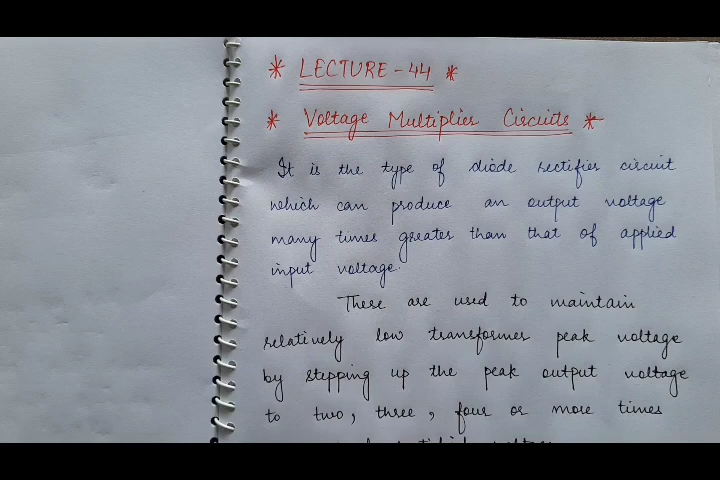 * LECTURE - 44 *
* Voltage Multiplier Circuits *
It is the type of diode rectifier circuit
which can produce an output voltage
many times greater than that of applied
input voltage.
These are used to maintain
relatively low transformer peak voltage
by stepping up the peak output voltage
to two, three, four or more times
voltage